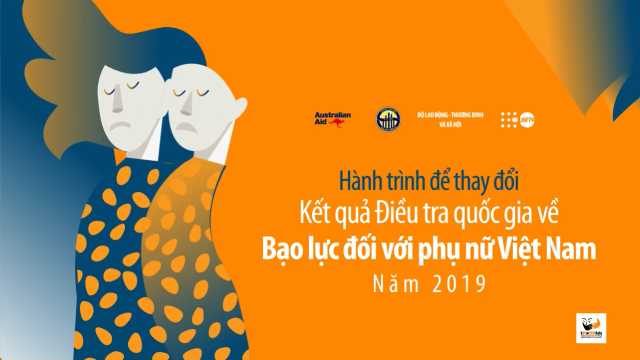 Australian
Aid
BỘ LAO ĐỘNG - THƯƠNG BINH
VÀ XÃ HỘI
Hành trình để thay đổi
Kết quả Điều tra quốc gia về
Bạo lực đối với phụ nữ Việt Nam
Năm 2019